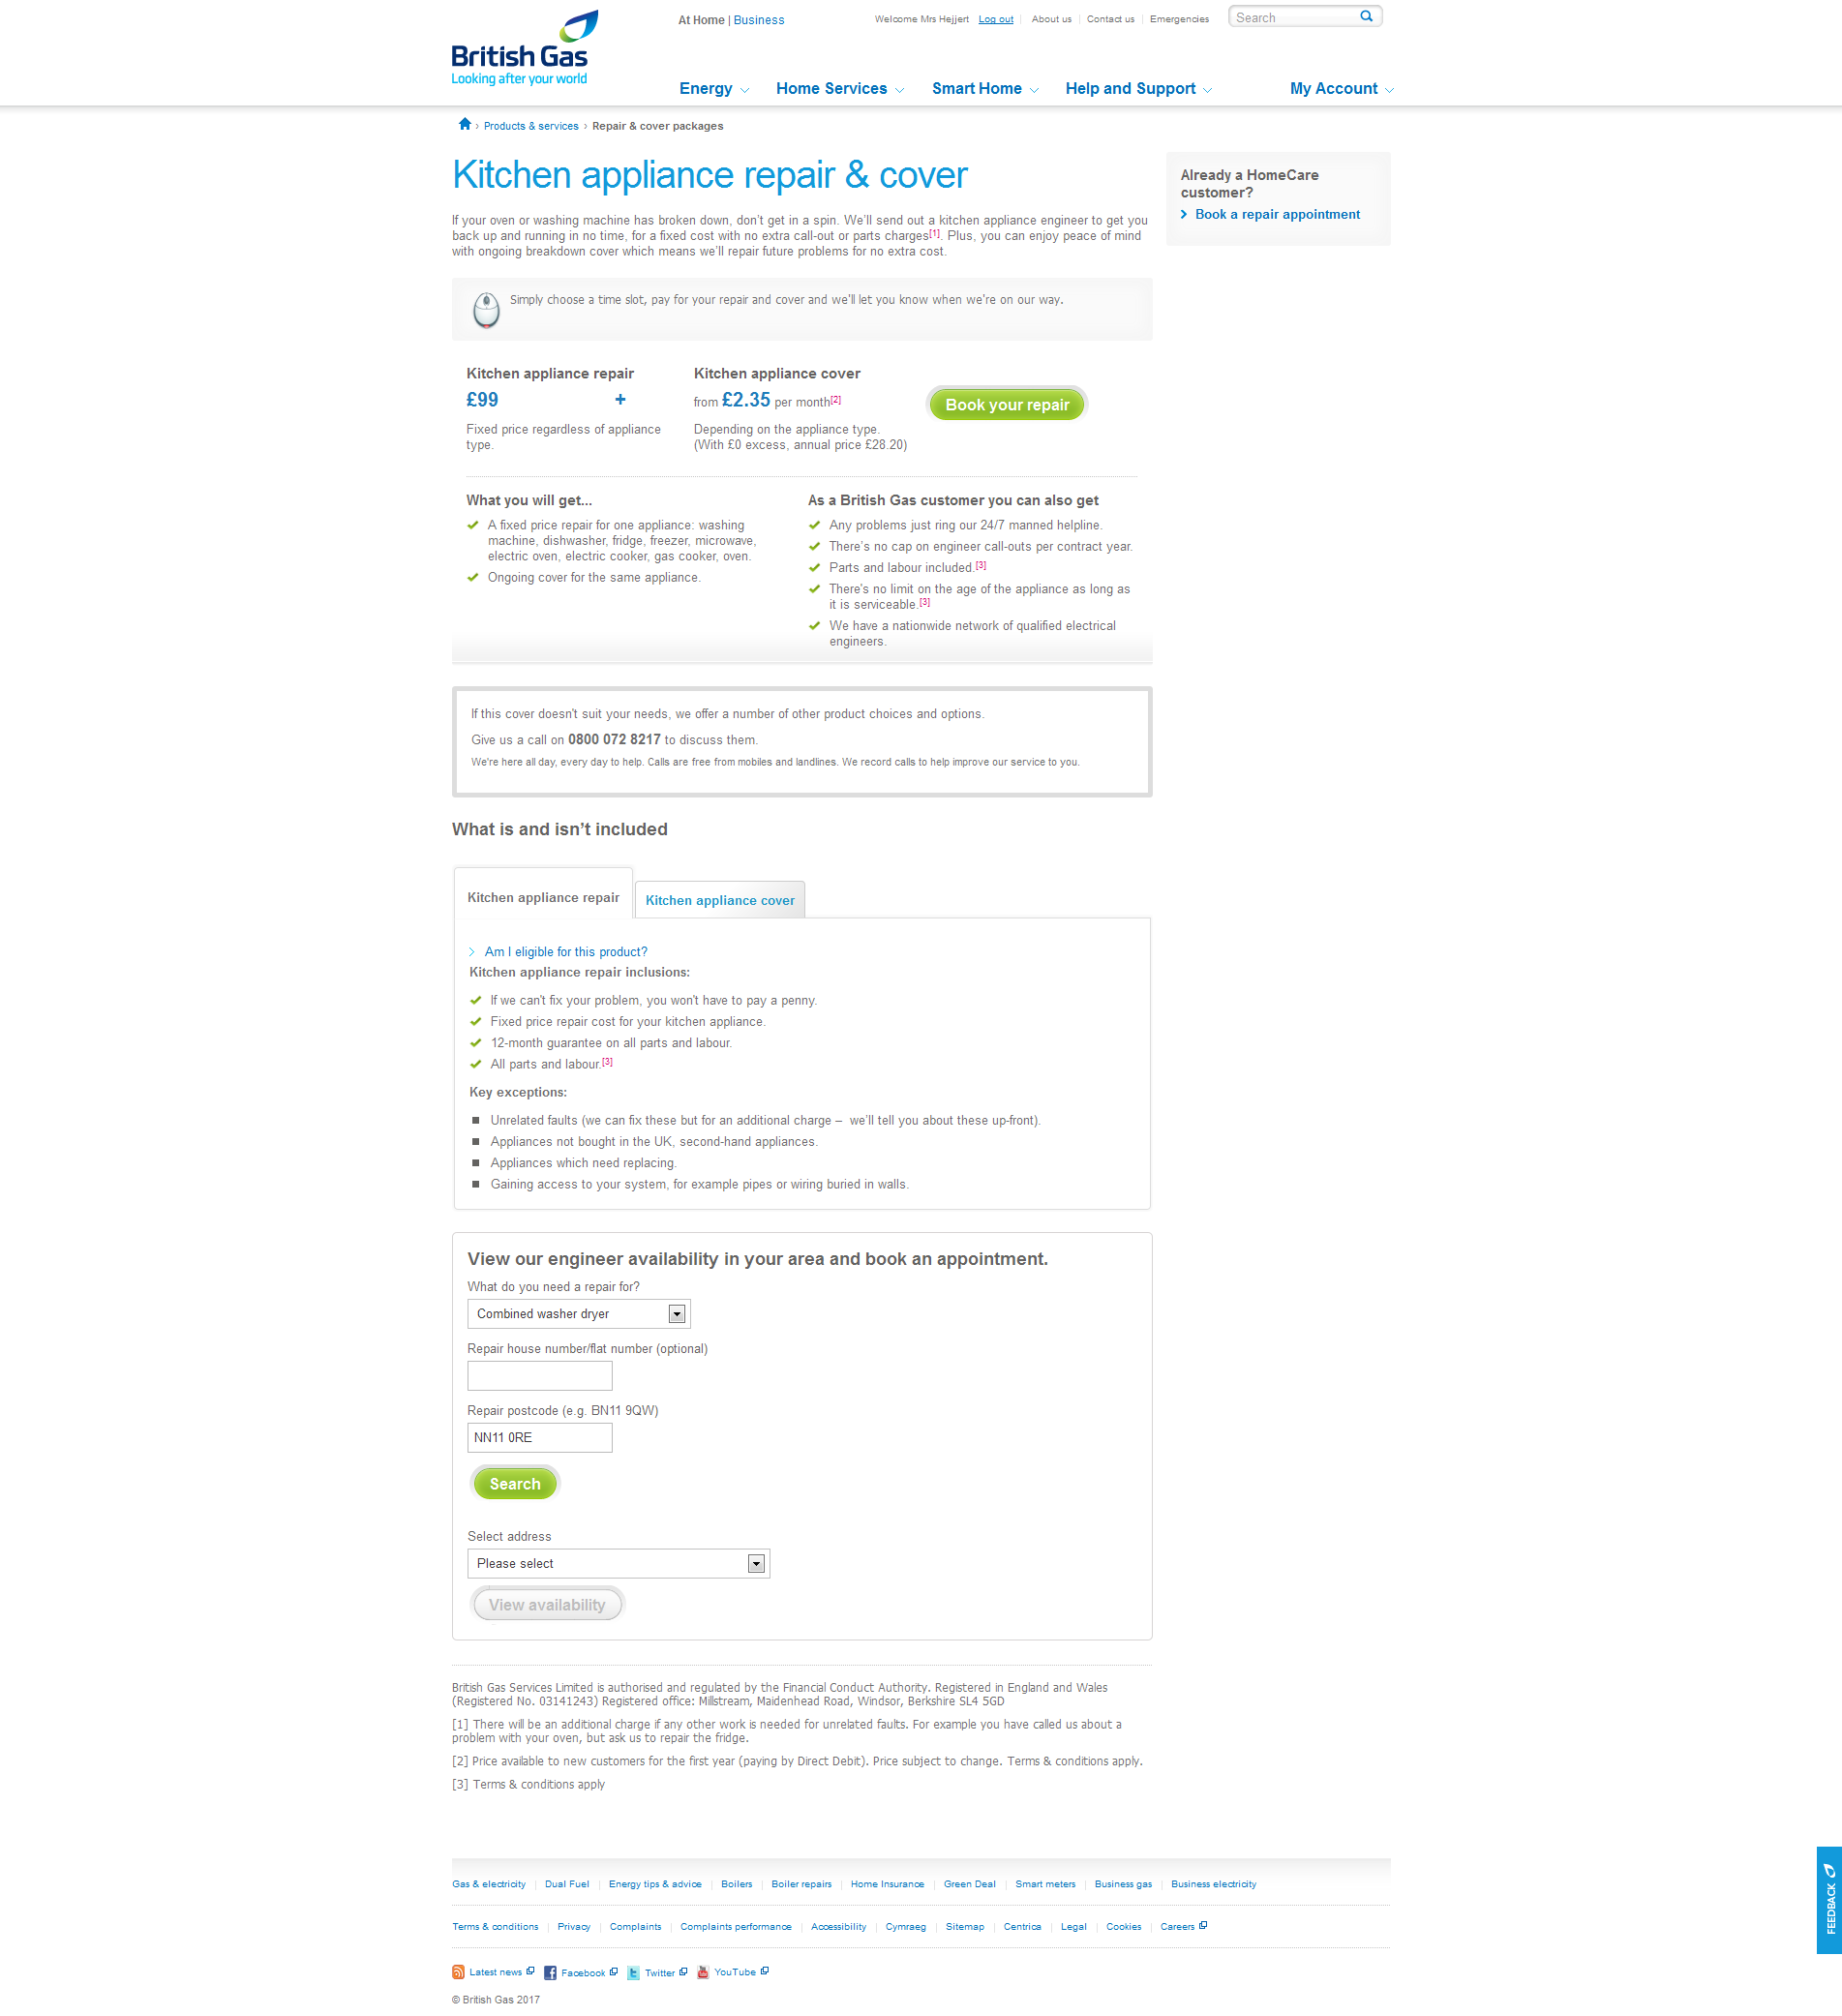 British Gas
Looking after your world
At Home | Business
Welcome Mrs Hejjert Log out About us Contact us Emergencies
Search
Energy Home Services Smart Home Help and Support My Account
› Products & services › Repair & cover packages
Kitchen appliance repair & cover
If your oven or washing machine has broken down, don't get in a spin. We'll send out a kitchen appliance engineer to get you
back up and running in no time, for a fixed cost with no extra call-out or parts charges[1]. Plus, you can enjoy peace of mind
with ongoing breakdown cover which means we'll repair future problems for no extra cost.
Already a HomeCare
customer?
Book a repair appointment
Simply choose a time slot, pay for your repair and cover and we'll let you know when we're on our way.
Kitchen appliance repair
£99 +
Fixed price regardless of appliance
type.
Kitchen appliance cover
from £2.35 per month[2]
Depending on the appliance type.
(With £0 excess, annual price £28.20)
Book your repair
What you will get...
A fixed price repair for one appliance: washing
machine, dishwasher, fridge, freezer, microwave,
electric oven, electric cooker, gas cooker, oven.
Ongoing cover for the same appliance.
As a British Gas customer you can also get
Any problems just ring our 24/7 manned helpline.
There's no cap on engineer call-outs per contract year.
Parts and labour included.[3]
There's no limit on the age of the appliance as long as
it is serviceable.[3]
We have a nationwide network of qualified electrical
engineers.
If this cover doesn't suit your needs, we offer a number of other product choices and options.
Give us a call on 0800 072 8217 to discuss them.
We're here all day, every day to help. Calls are free from mobiles and landlines. We record calls to help improve our service to you.
What is and isn't included
Kitchen appliance repair
Kitchen appliance cover
Am I eligible for this product?
Kitchen appliance repair inclusions:
If we can't fix your problem, you won't have to pay a penny.
Fixed price repair cost for your kitchen appliance.
12-month guarantee on all parts and labour.
All parts and labour.[3]
Key exceptions:
Unrelated faults (we can fix these but for an additional charge – we'll tell you about these up-front).
Appliances not bought in the UK, second-hand appliances.
Appliances which need replacing.
Gaining access to your system, for example pipes or wiring buried in walls.
View our engineer availability in your area and book an appointment.
What do you need a repair for?
Combined washer dryer
Repair house number/flat number (optional)
Repair postcode (e.g. BN11 9QW)
NN11 0RE
Search
Select address
Please select
View availability
British Gas Services Limited is authorised and regulated by the Financial Conduct Authority. Registered in England and Wales
(Registered No. 03141243) Registered office: Millstream, Maidenhead Road, Windsor, Berkshire SL4 5GD
[1] There will be an additional charge if any other work is needed for unrelated faults. For example you have called us about a
problem with your oven, but ask us to repair the fridge.
[2] Price available to new customers for the first year (paying by Direct Debit). Price subject to change. Terms & conditions apply.
[3] Terms & conditions apply
FEEDBACK
Gas & electricity Dual Fuel Energy tips & advice Boilers Boiler repairs Home Insurance Green Deal Smart meters Business gas Business electricity
Terms & conditions Privacy Complaints Complaints performance Accessibility Cymraeg Sitemap Centrica Legal Cookies Careers
Latest news Facebook Twitter YouTube
© British Gas 2017